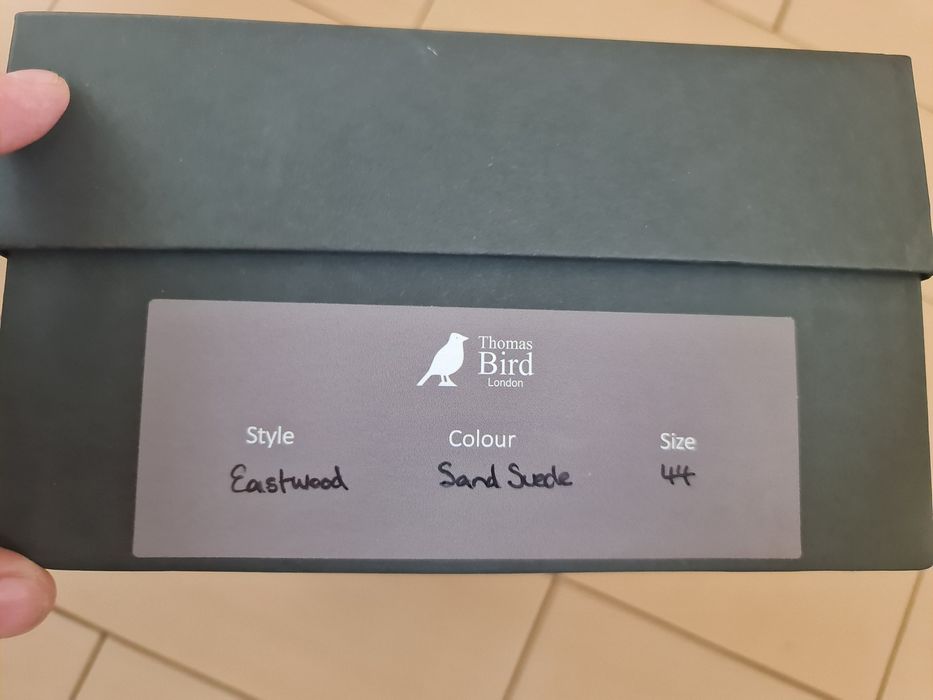 Thomas
Bird
London
Style Colour Size
Eastwood Sand Suede 44